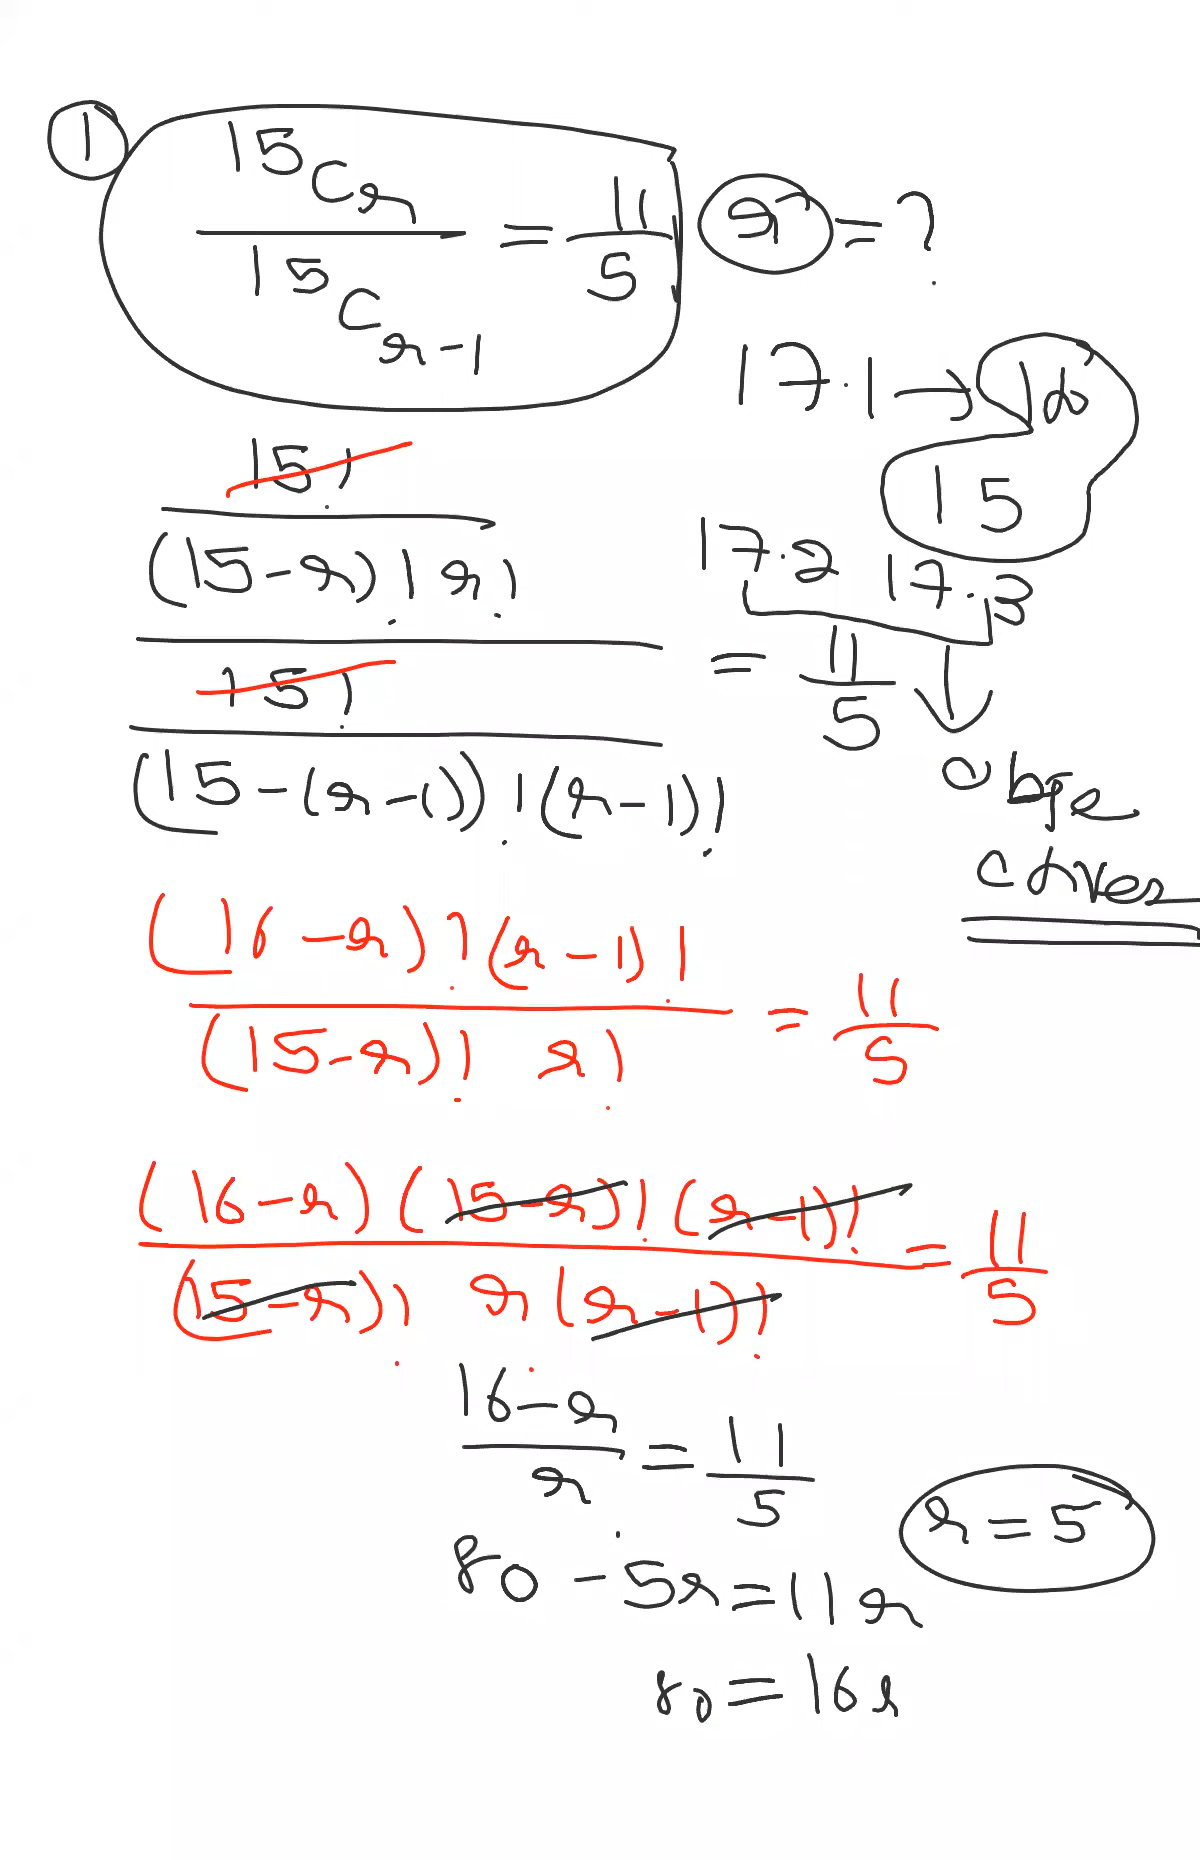 ① 15Cr / 15Cr-1 = 11/5 r = ?
17.1 →
15
17.2 17.3
15! / (15-r)! r!
15! / (15-(r-1))! (r-1)! = 11/5
obje
ctives
(16-r)! (r-1)! / (15-r)! r! = 11/5
(16-r) (15-r)! (r-1)! / (15-r)! r (r-1)! = 11/5
16-r / r = 11/5
r = 5
80 - 5r = 11r
80 = 16r